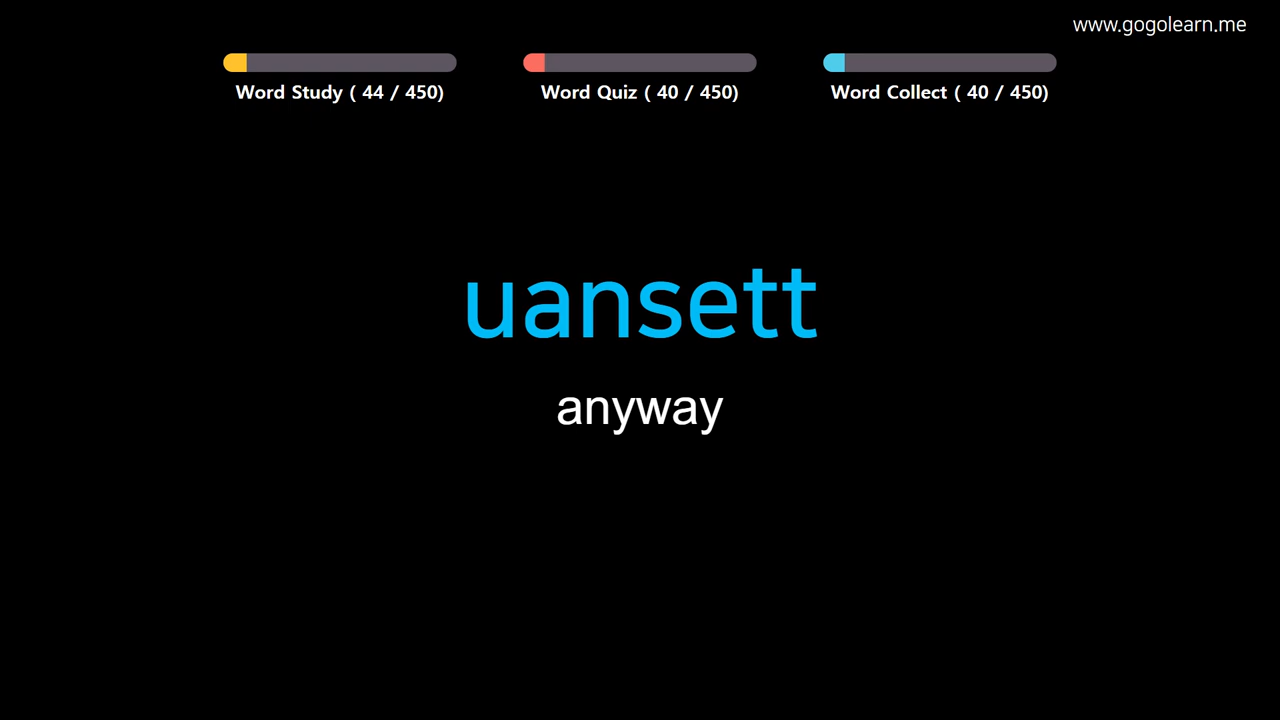 www.gogolearn.me
Word Study ( 44 / 450)
Word Quiz ( 40 / 450)
Word Collect ( 40 / 450)
uansett
anyway